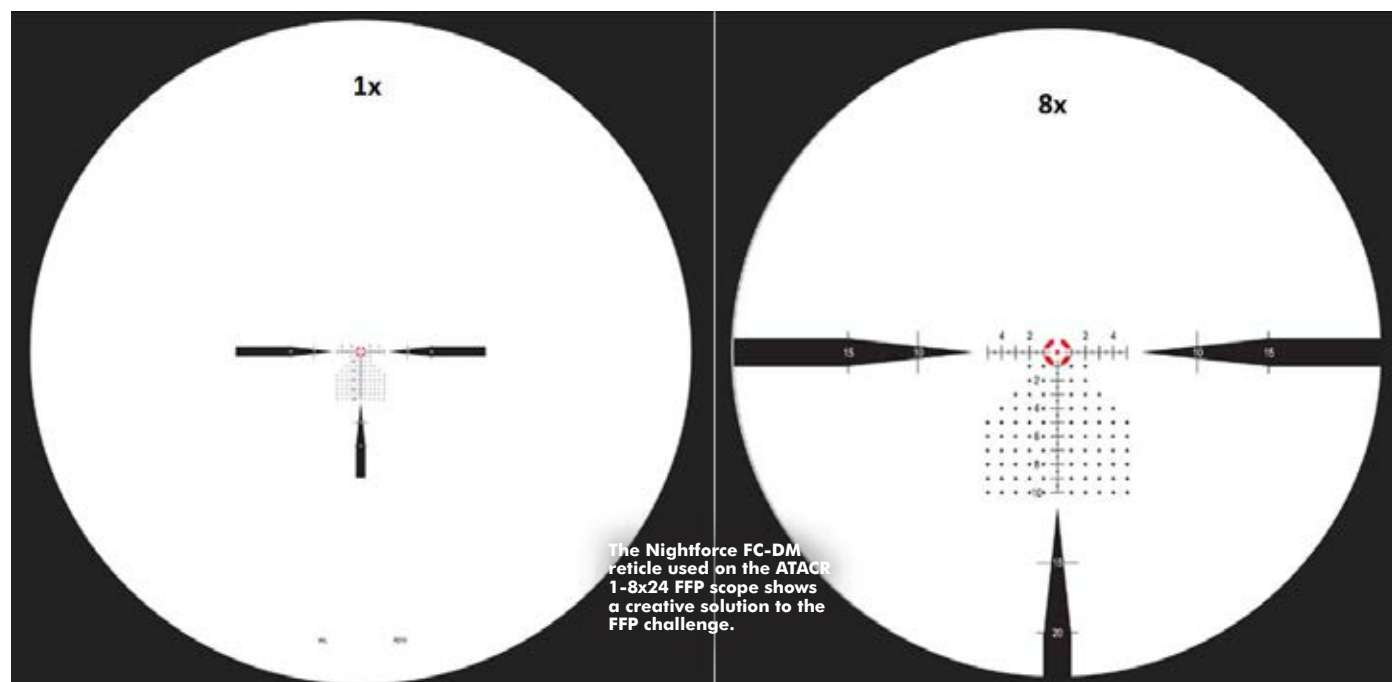 1x
8x
4 2 2 4
15 10 10 15
2
4
6
8
10
15
20
The Nightforce FC-DM
reticle used on the ATACR
1-8x24 FFP scope shows
a creative solution to the
FFP challenge.